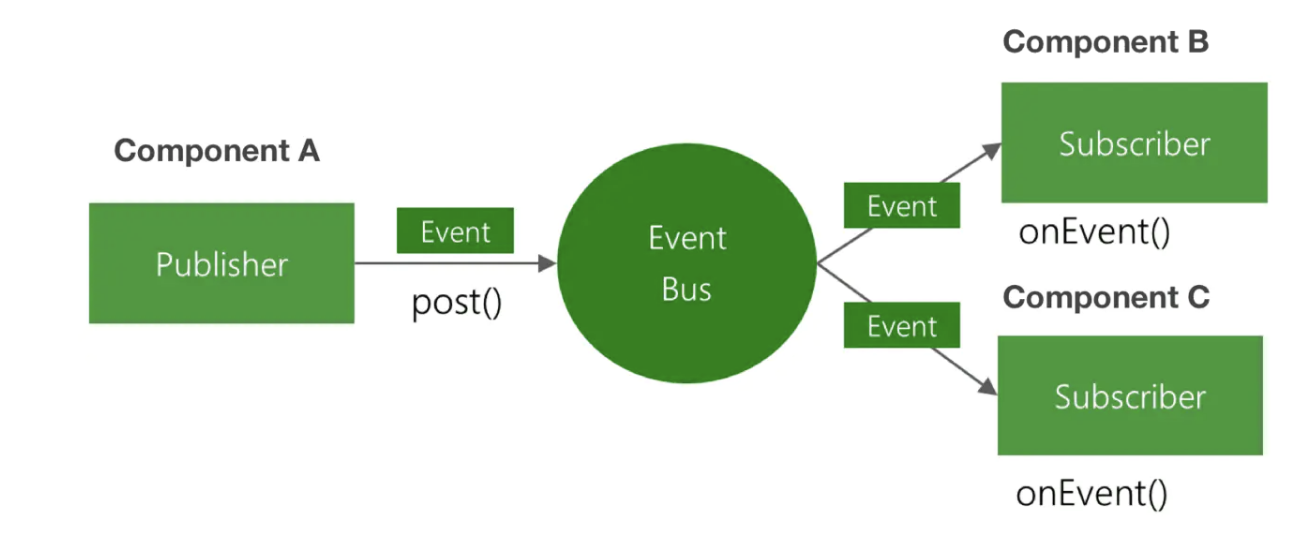 Component A
Publisher
Event
post()
Event
Bus
Event
Event
Component B
Subscriber
onEvent()
Component C
Subscriber
onEvent()